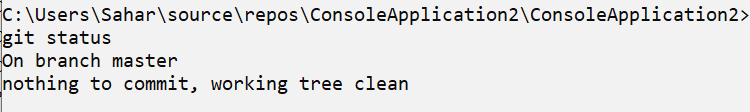 C:\Users\Sahar\source\repos\ConsoleApplication2\ConsoleApplication2>
git status
On branch master
nothing to commit, working tree clean